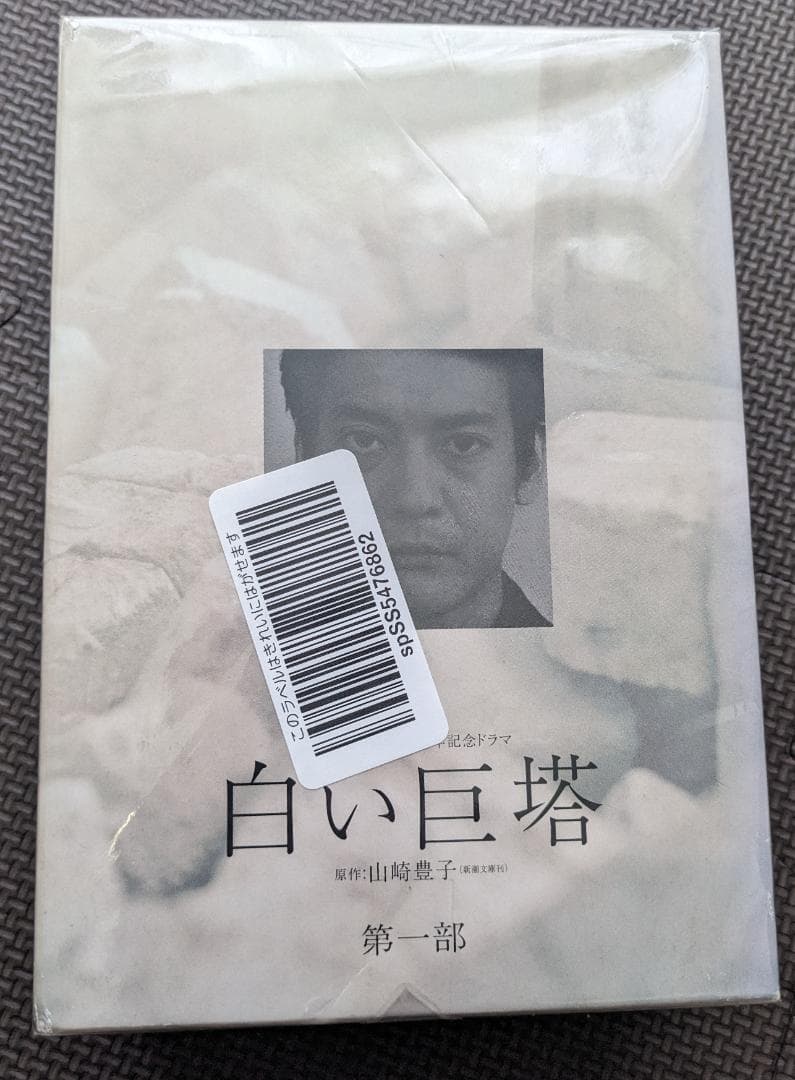 このラベルはきれいにはがせます
spSS5476862
記念ドラマ
白い巨塔
原作:山崎豊子(新潮文庫刊)
第一部